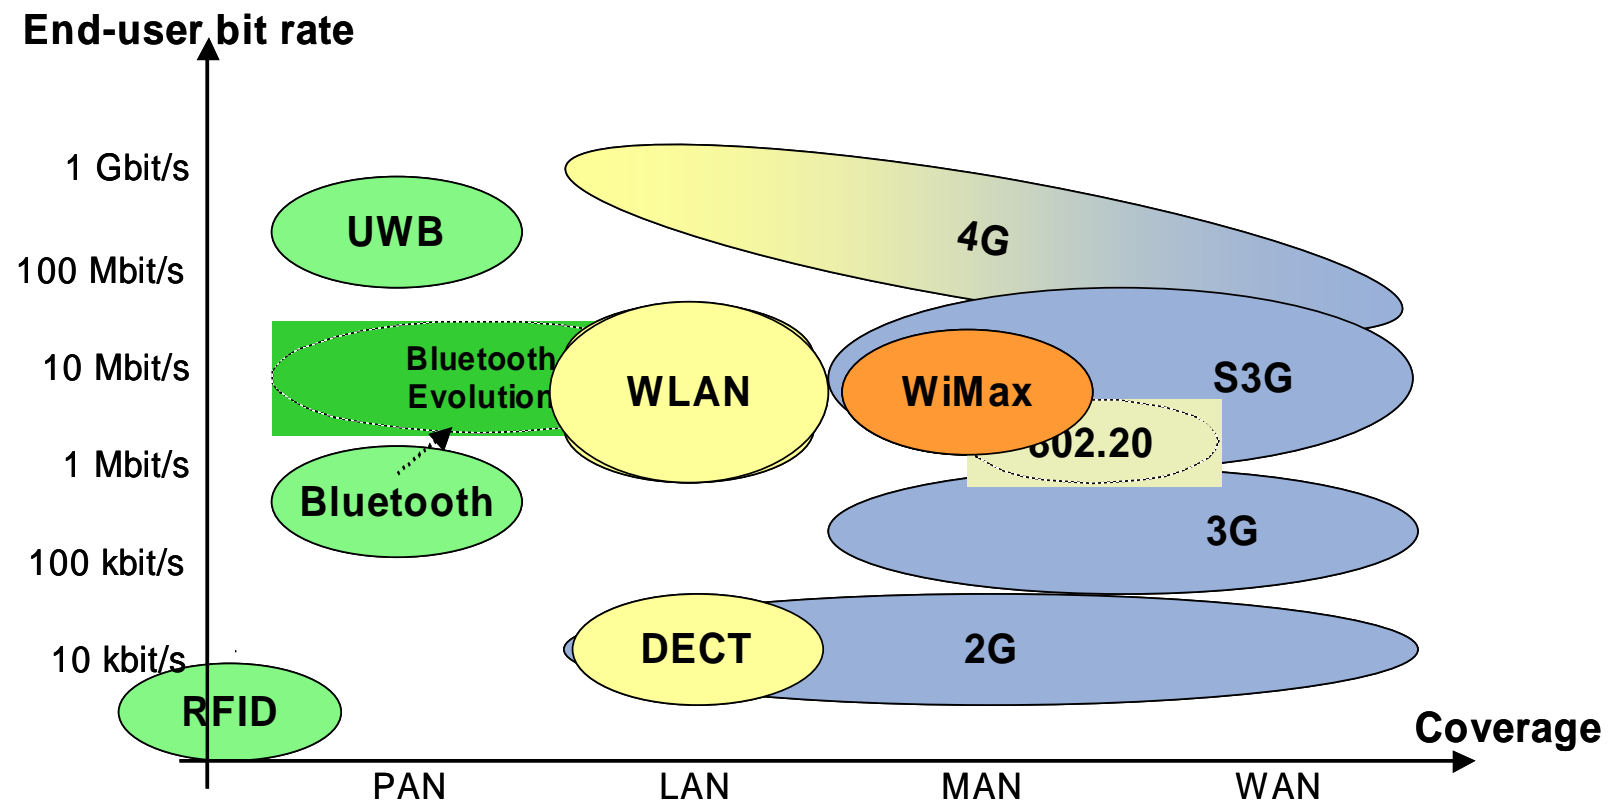 End-user bit rate
1 Gbit/s
UWB
4G
100 Mbit/s
Bluetooth
Evolution
10 Mbit/s
WLAN
WiMax
S3G
802.20
1 Mbit/s
Bluetooth
3G
100 kbit/s
DECT
2G
10 kbit/s
RFID
Coverage
PAN
LAN
MAN
WAN